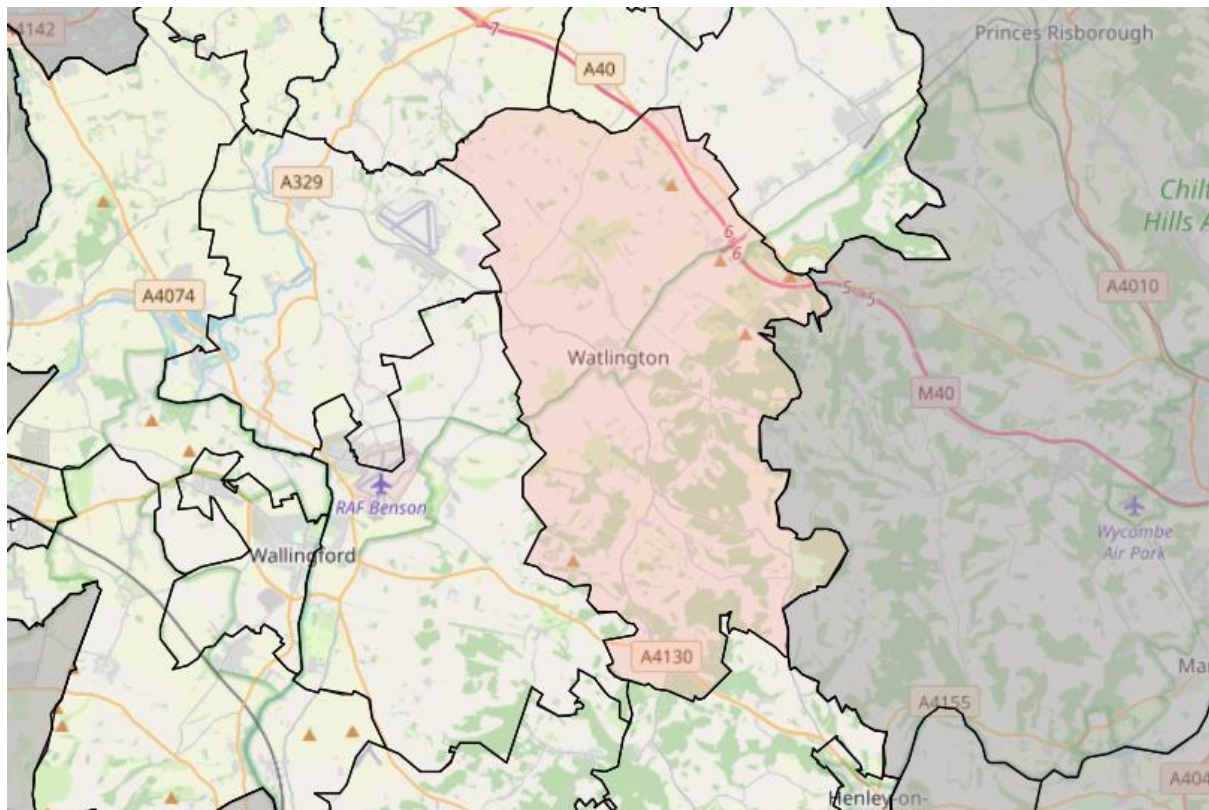 4142
7
A40
Princes Risborough
A329
Chilt
Hills A
A4074
6
6
5
5
A4010
Watlington
M40
RAF Benson
Wycombe
Air Park
Wallingford
A4130
Ma
A4155
A404
Henley-on-